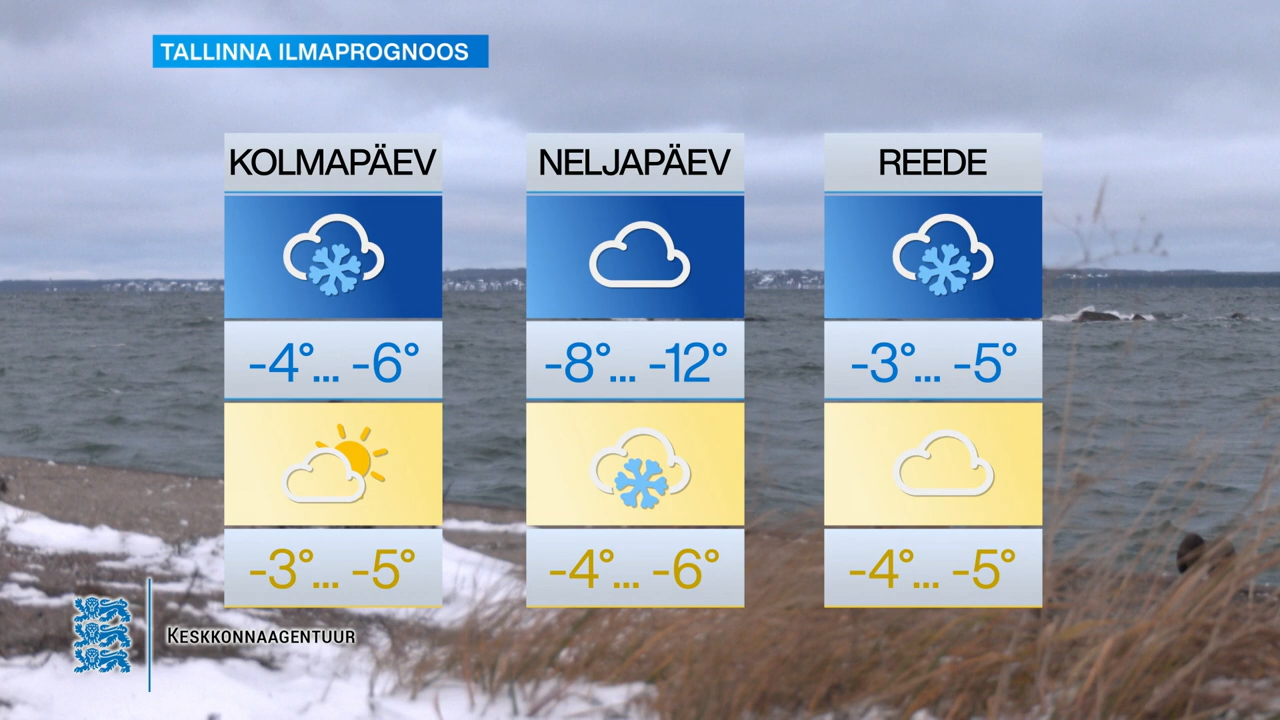 TALLINNA ILMAPROGNOOS
KOLMAPÄEV
-4°... -6°
-3°... -5°
NELJAPÄEV
-8°... -12°
-4°... -6°
REEDE
-3°... -5°
-4°... -5°
KESKKONNAAGENTUUR